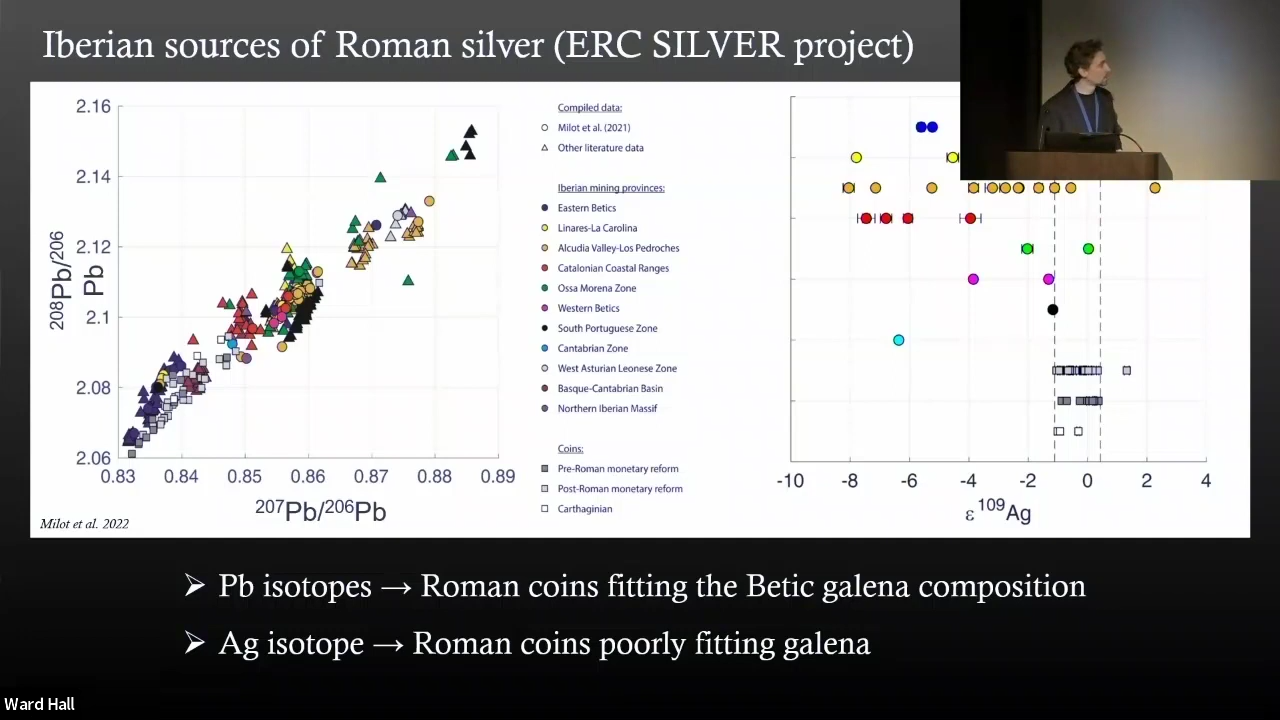 Iberian sources of Roman silver (ERC SILVER project)
2.16
2.14
2.12
2.1
2.08
2.06
208Pb/206
Pb
0.83
0.84
0.85
0.86
0.87
0.88
0.89
207Pb/206Pb
Milot et al. 2022
Compiled data:
Milot et al. (2021)
Other literature data
Iberian mining provinces:
Eastern Betics
Linares-La Carolina
Alcudia Valley-Los Pedroches
Catalonian Coastal Ranges
Ossa Morena Zone
Western Betics
South Portuguese Zone
Cantabrian Zone
West Asturian Leonese Zone
Basque-Cantabrian Basin
Northern Iberian Massif
Coins:
Pre-Roman monetary reform
Post-Roman monetary reform
Carthaginian
-10
-8
-6
-4
-2
0
2
4
ε109Ag
➢ Pb isotopes → Roman coins fitting the Betic galena composition
➢ Ag isotope → Roman coins poorly fitting galena
Ward Hall